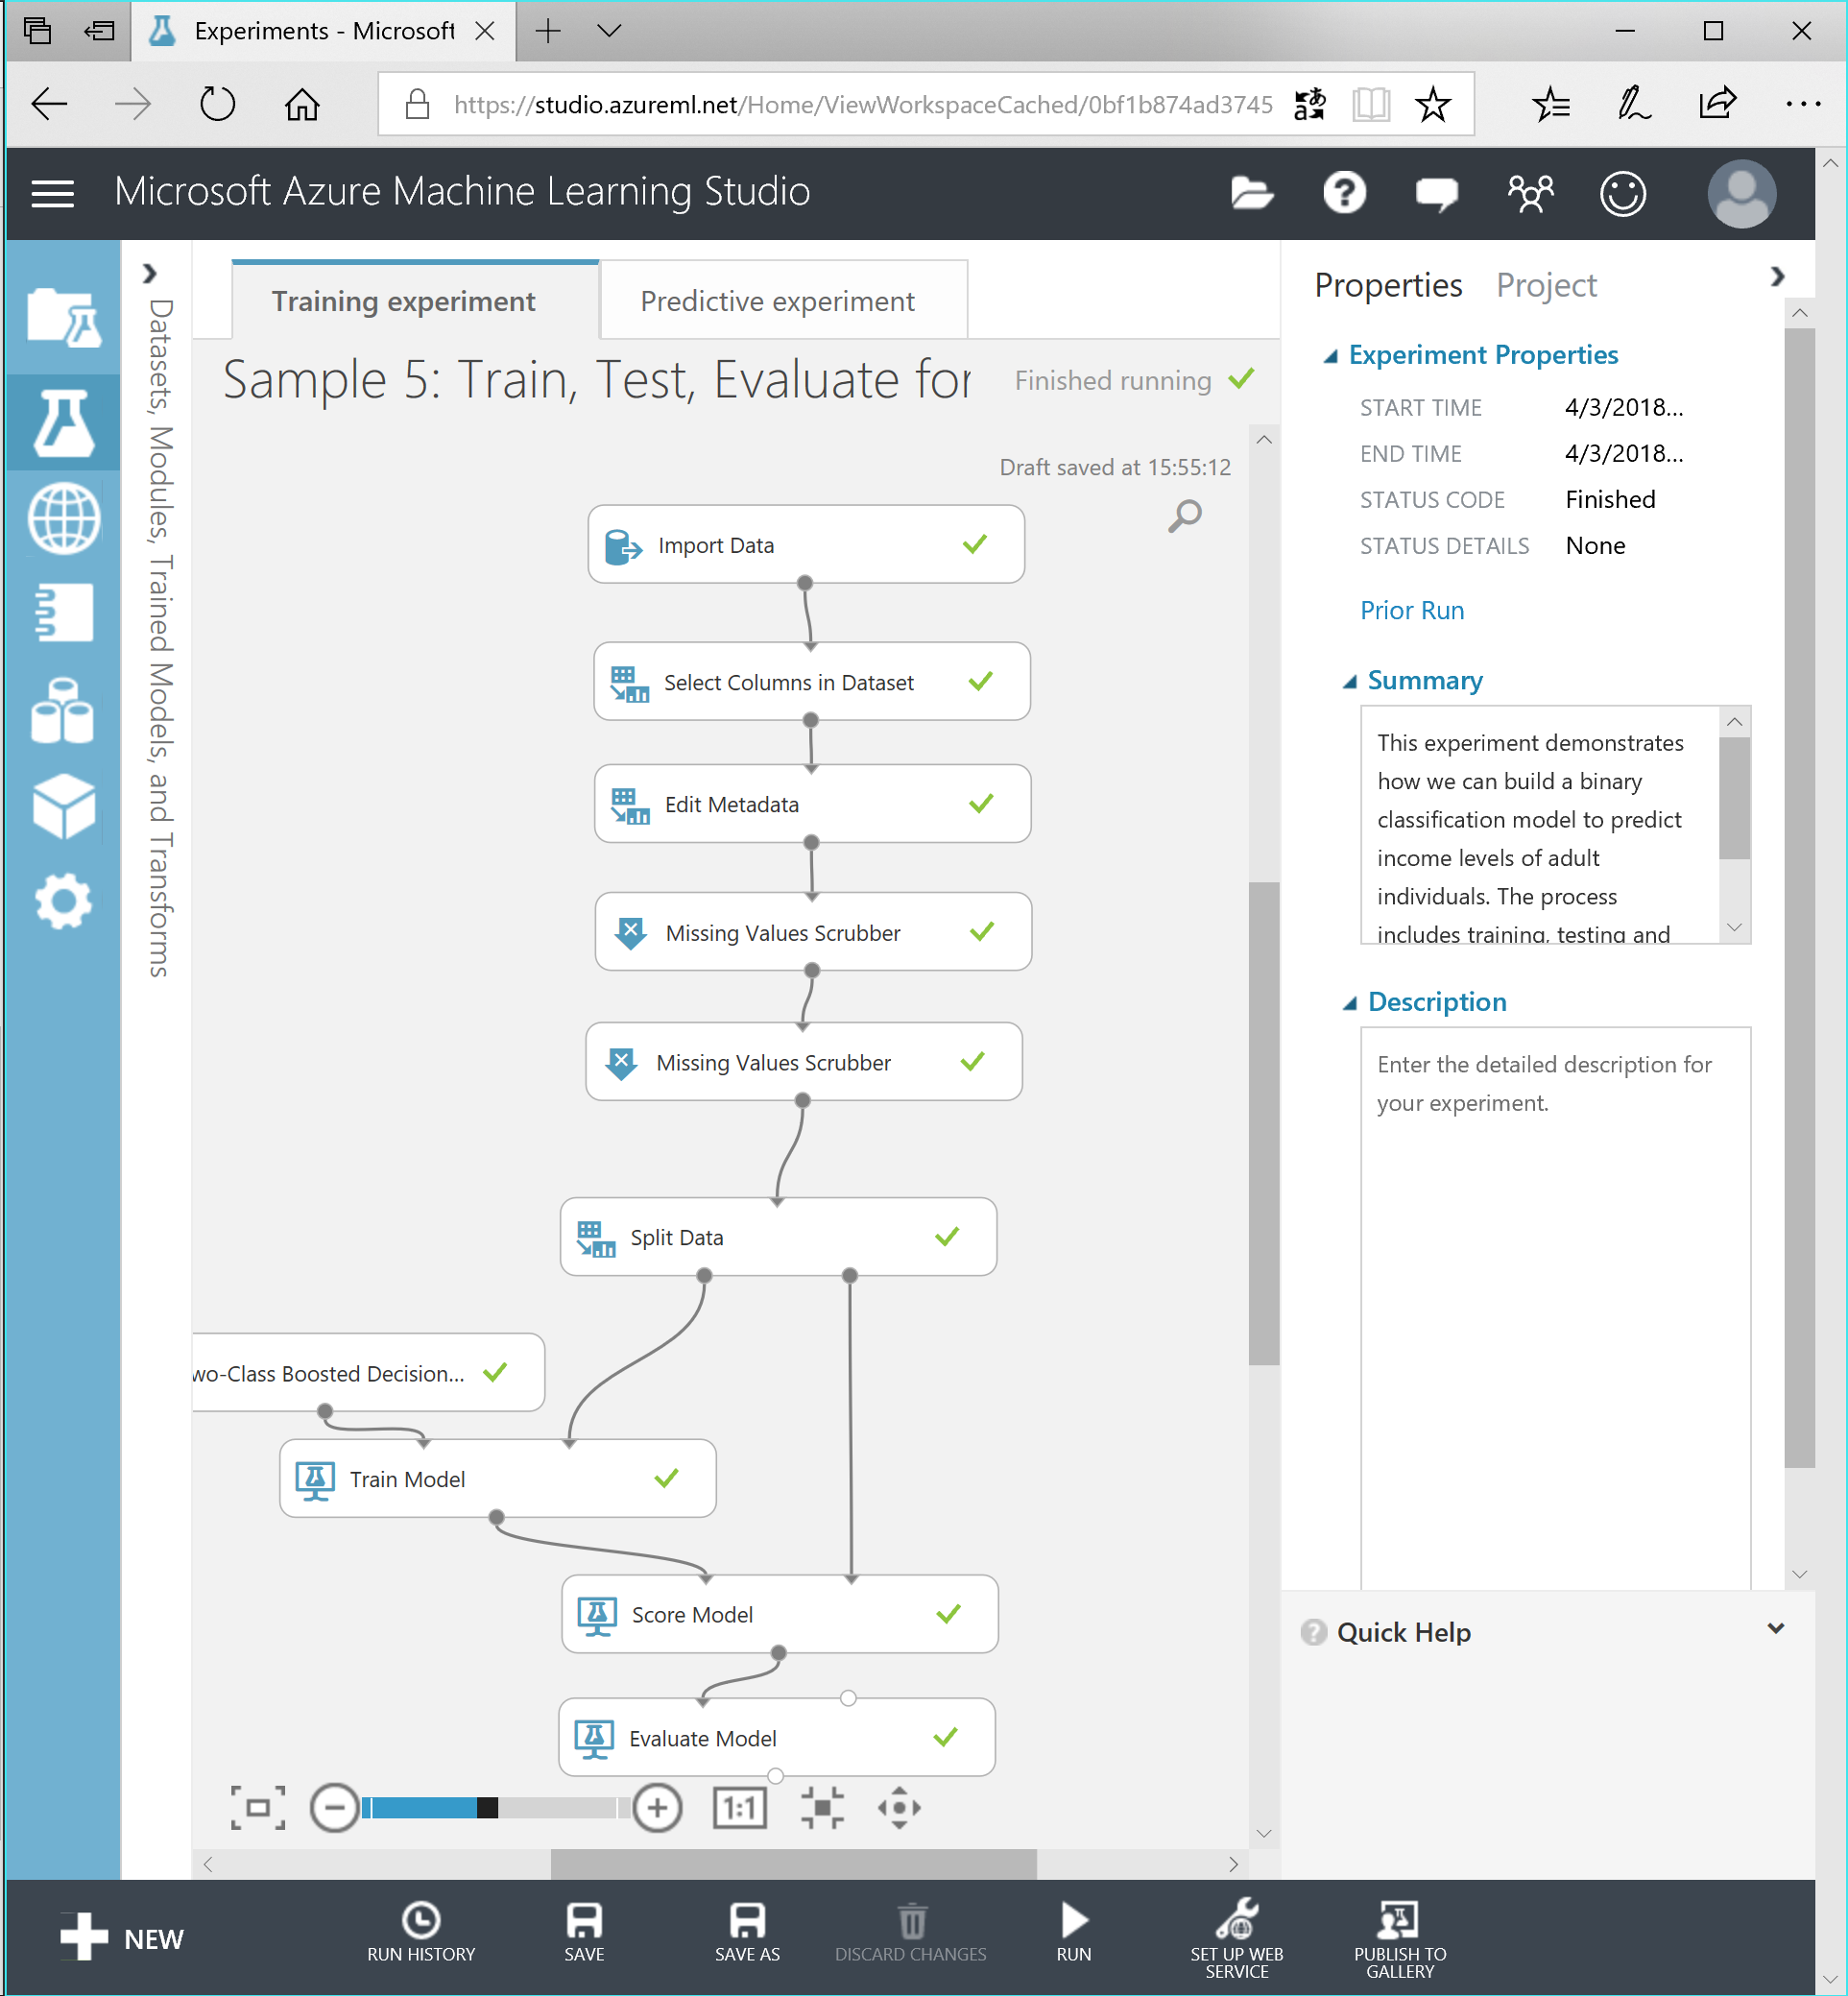 Experiments - Microsoft
https://studio.azureml.net/Home/ViewWorkspaceCached/0bf1b874ad3745
Microsoft Azure Machine Learning Studio
Datasets, Modules, Trained Models, and Transforms
Training experiment
Predictive experiment
Sample 5: Train, Test, Evaluate for
Finished running
Draft saved at 15:55:12
Import Data
Select Columns in Dataset
Edit Metadata
Missing Values Scrubber
Missing Values Scrubber
Split Data
wo-Class Boosted Decision...
Train Model
Score Model
Evaluate Model
1:1
Properties Project
Experiment Properties
START TIME 4/3/2018...
END TIME 4/3/2018...
STATUS CODE Finished
STATUS DETAILS None
Prior Run
Summary
This experiment demonstrates
how we can build a binary
classification model to predict
income levels of adult
individuals. The process
includes training, testing and
Description
Enter the detailed description for
your experiment.
Quick Help
NEW
RUN HISTORY
SAVE
SAVE AS
DISCARD CHANGES
RUN
SET UP WEB
SERVICE
PUBLISH TO
GALLERY